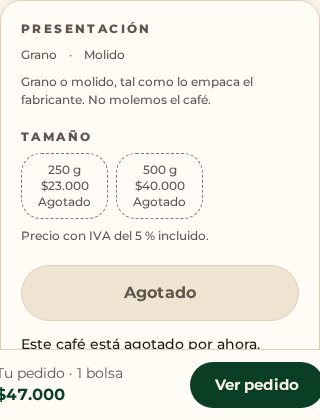 PRESENTACIÓN
Grano · Molido
Grano o molido, tal como lo empaca el
fabricante. No molemos el café.
TAMAÑO
250 g
$23.000
Agotado
500 g
$40.000
Agotado
Precio con IVA del 5 % incluido.
Agotado
Este café está agotado por ahora.
Tu pedido · 1 bolsa
$47.000
Ver pedido